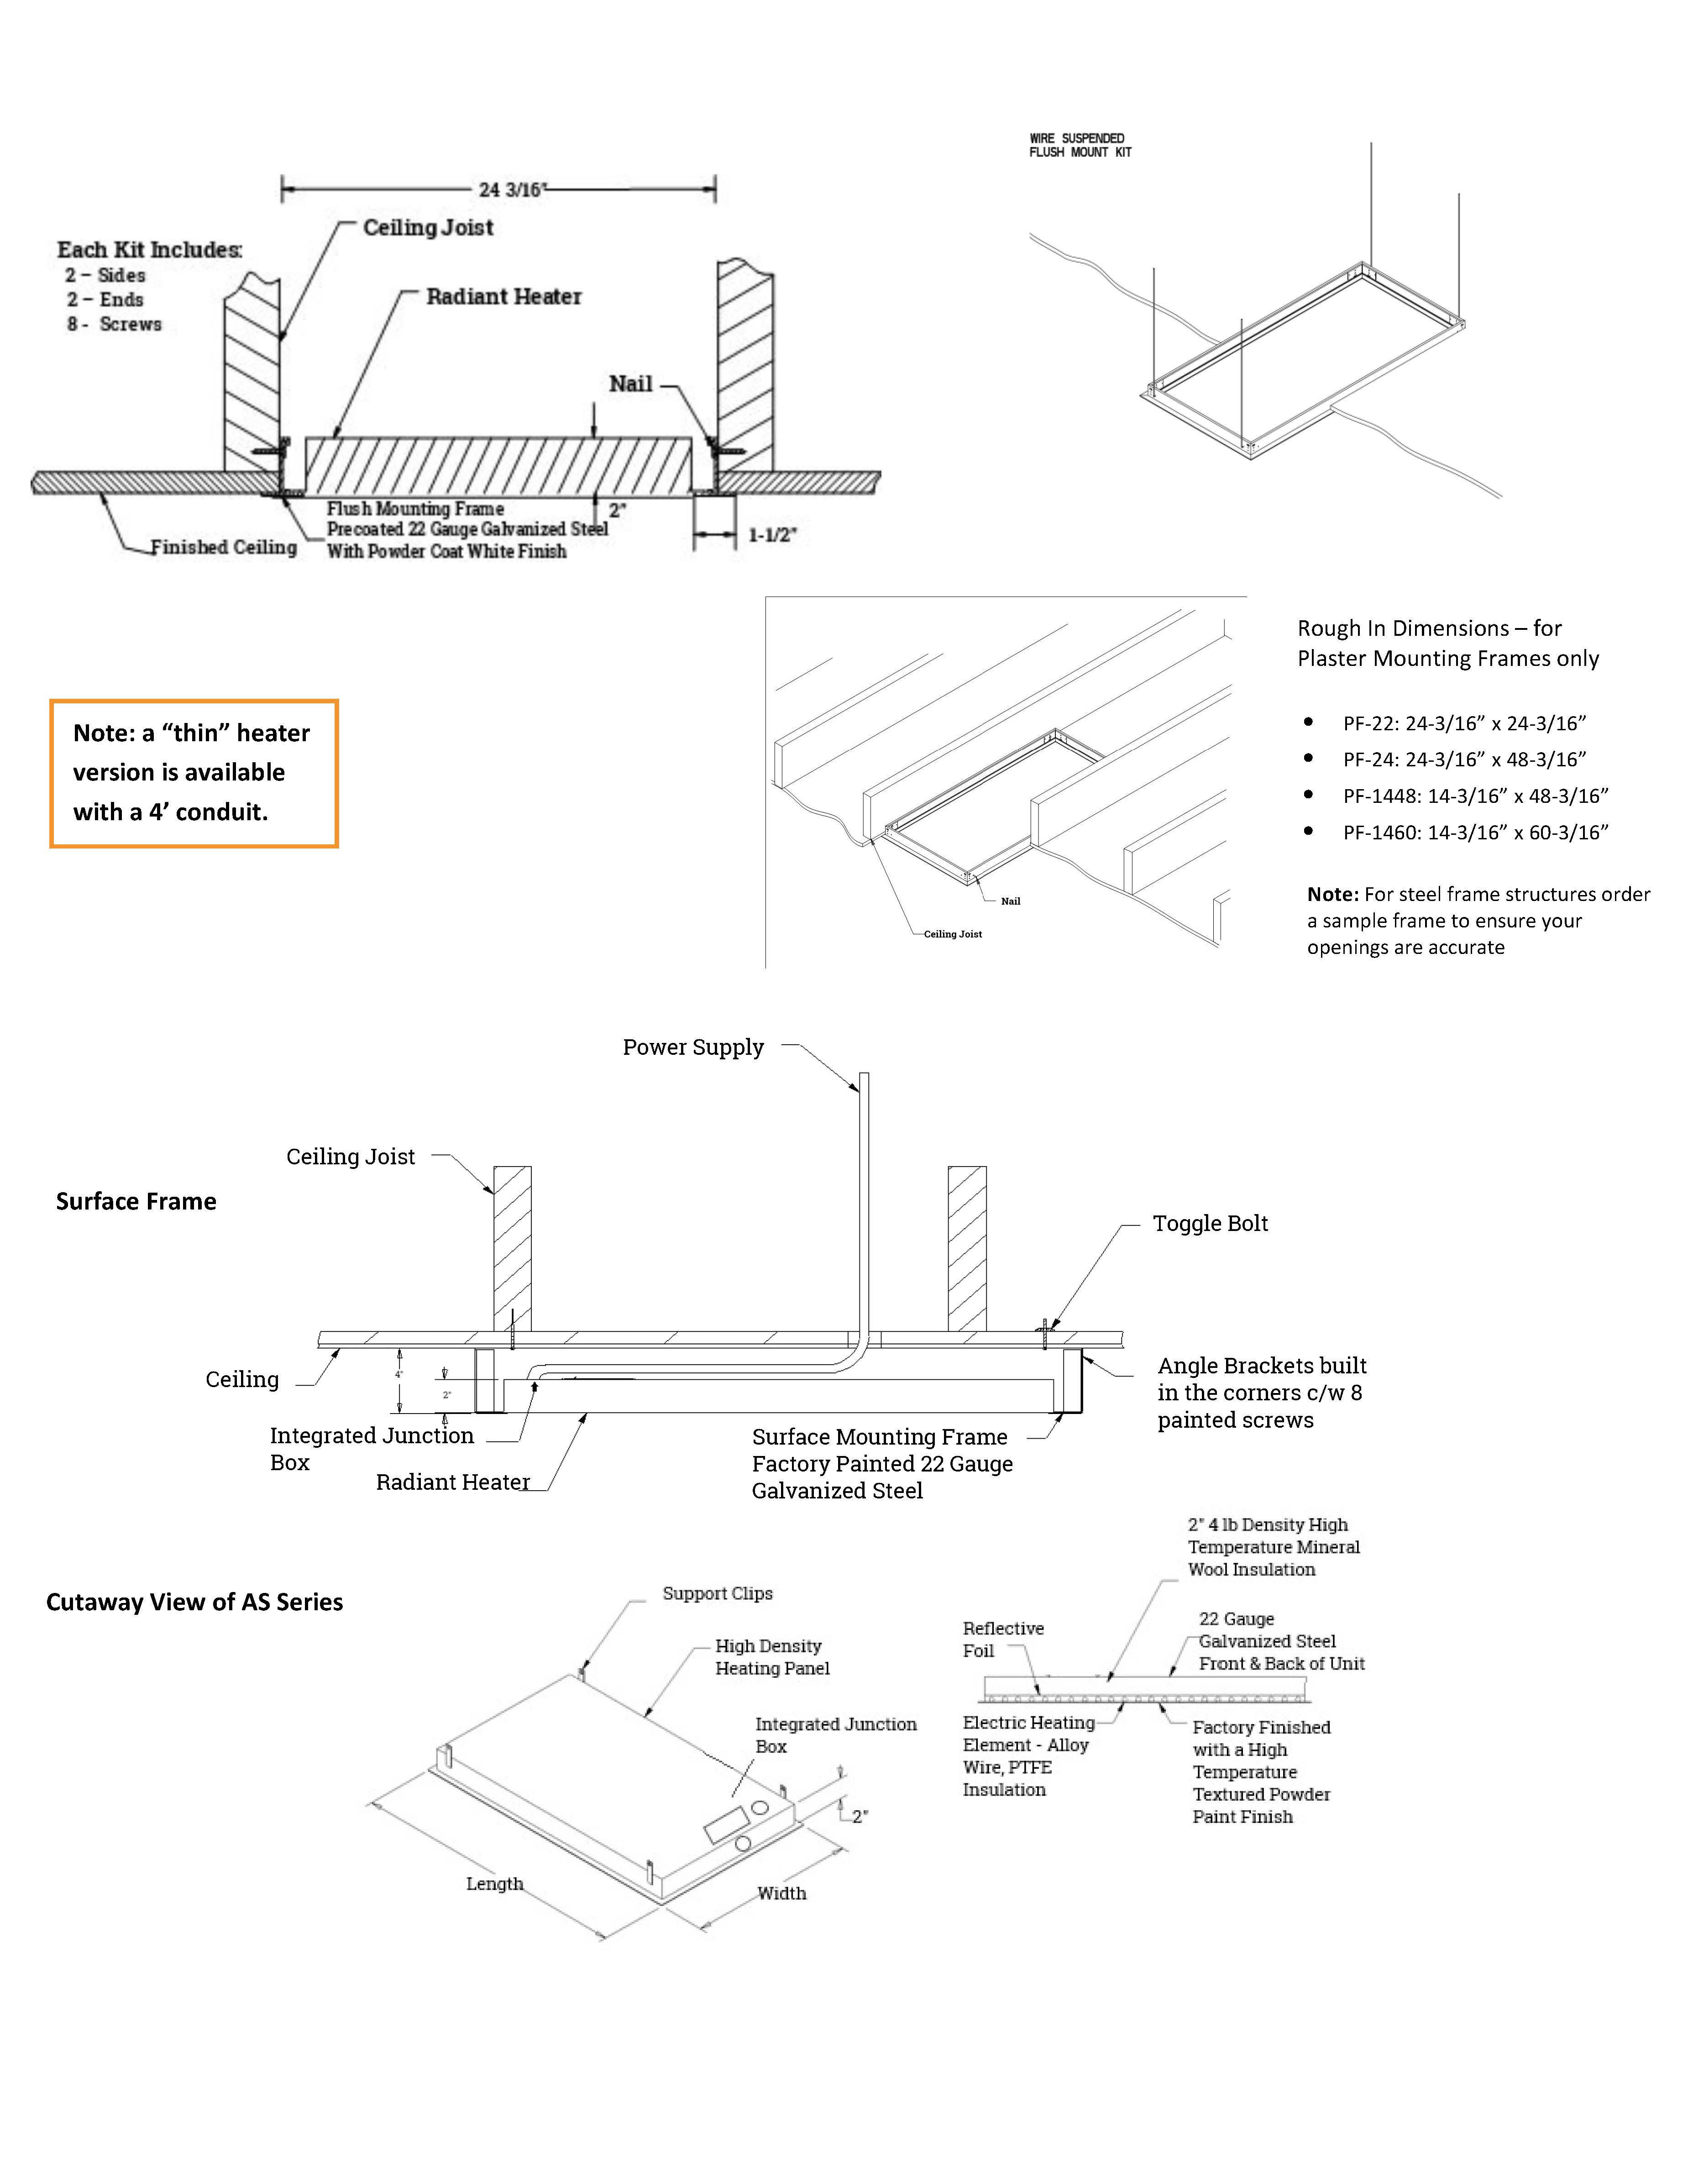 WIRE SUSPENDED
FLUSH MOUNT KIT
24 3/16"
Ceiling Joist
Each Kit Includes:
2 – Sides
2 – Ends
8 - Screws
Radiant Heater
Nail
Flush Mounting Frame
Precoated 22 Gauge Galvanized Steel
With Powder Coat White Finish
2"
1-1/2"
Finished Ceiling
Note: a “thin” heater
version is available
with a 4’ conduit.
Nail
Ceiling Joist
Rough In Dimensions – for
Plaster Mounting Frames only
• PF-22: 24-3/16” x 24-3/16”
• PF-24: 24-3/16” x 48-3/16”
• PF-1448: 14-3/16” x 48-3/16”
• PF-1460: 14-3/16” x 60-3/16”
Note: For steel frame structures order
a sample frame to ensure your
openings are accurate
Power Supply
Ceiling Joist
Surface Frame
Toggle Bolt
Ceiling
4"
2"
Angle Brackets built
in the corners c/w 8
painted screws
Integrated Junction
Box
Radiant Heater
Surface Mounting Frame
Factory Painted 22 Gauge
Galvanized Steel
Cutaway View of AS Series
Support Clips
High Density
Heating Panel
Integrated Junction
Box
2"
Length
Width
2" 4 lb Density High
Temperature Mineral
Wool Insulation
Reflective
Foil
22 Gauge
Galvanized Steel
Front & Back of Unit
Electric Heating
Element - Alloy
Wire, PTFE
Insulation
Factory Finished
with a High
Temperature
Textured Powder
Paint Finish